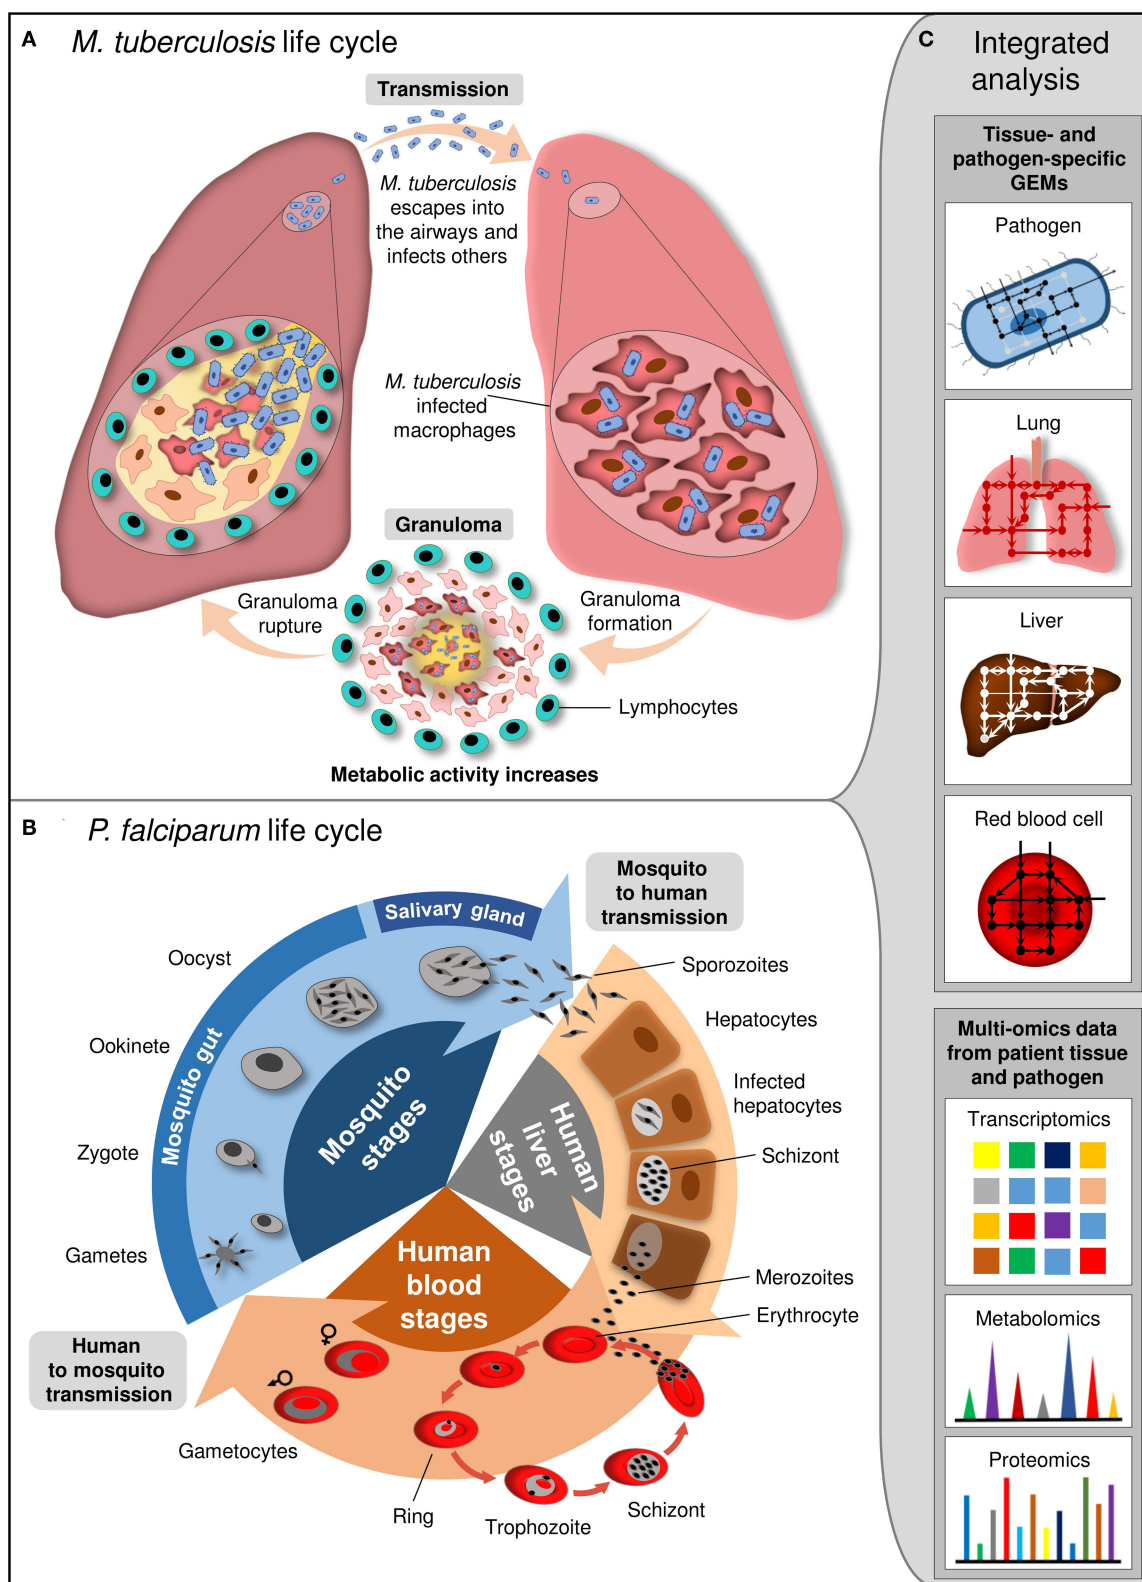 A M. tuberculosis life cycle
Transmission
M. tuberculosis
escapes into
the airways and
infects others
M. tuberculosis
infected
macrophages
Granuloma
Granuloma
rupture
Granuloma
formation
Lymphocytes
Metabolic activity increases
B P. falciparum life cycle
Mosquito
to human
transmission
Salivary gland
Mosquito gut
Oocyst
Ookinete
Zygote
Gametes
Mosquito
stages
Human
liver
stages
Human
blood
stages
Sporozoites
Hepatocytes
Infected
hepatocytes
Schizont
Merozoites
Erythrocyte
Human
to mosquito
transmission
♀
♂
Gametocytes
Ring
Trophozoite
Schizont
C Integrated
analysis
Tissue- and
pathogen-specific
GEMs
Pathogen
Lung
Liver
Red blood cell
Multi-omics data
from patient tissue
and pathogen
Transcriptomics
Metabolomics
Proteomics